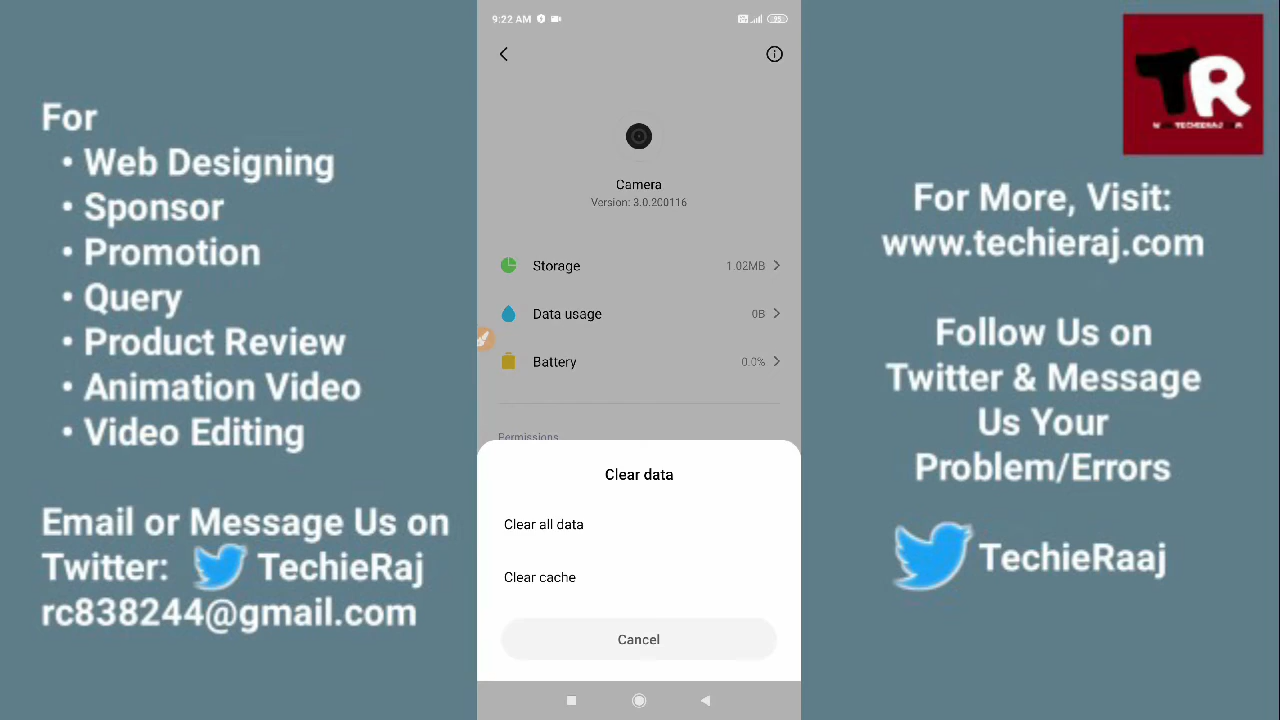 For
• Web Designing
• Sponsor
• Promotion
• Query
• Product Review
• Animation Video
• Video Editing
Email or Message Us on
Twitter: TechieRaj
rc838244@gmail.com
9:22 AM
95
Camera
Version: 3.0.200116
Storage 1.02MB
Data usage 0B
Battery 0.0%
Permissions
Clear data
Clear all data
Clear cache
Cancel
TR
For More, Visit:
www.techieraj.com
Follow Us on
Twitter & Message
Us Your
Problem/Errors
TechieRaaj